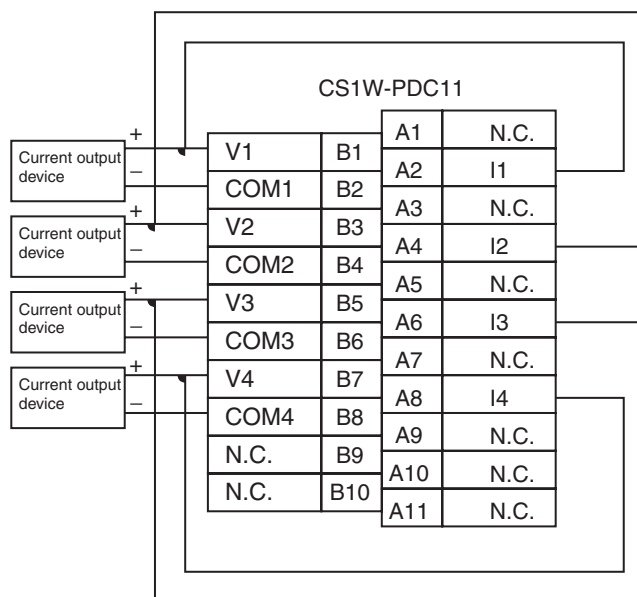 CS1W-PDC11
+
Current output
device
–
+
Current output
device
–
+
Current output
device
–
+
Current output
device
–
V1 B1
COM1 B2
V2 B3
COM2 B4
V3 B5
COM3 B6
V4 B7
COM4 B8
N.C. B9
N.C. B10
A1 N.C.
A2 I1
A3 N.C.
A4 I2
A5 N.C.
A6 I3
A7 N.C.
A8 I4
A9 N.C.
A10 N.C.
A11 N.C.